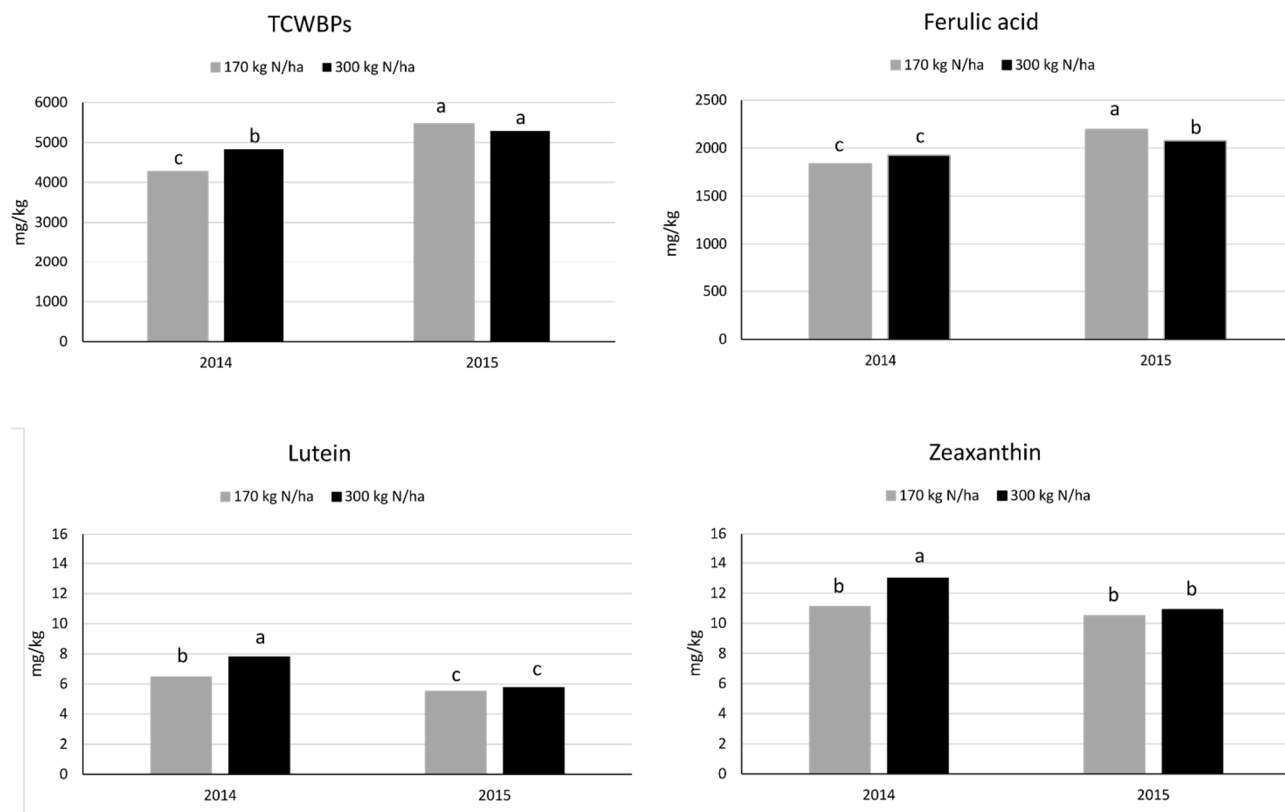 TCWBPs
170 kg N/ha 300 kg N/ha
6000
5000
4000
3000
2000
1000
0
mg/kg
c b a a
2014 2015
Ferulic acid
170 kg N/ha 300 kg N/ha
2500
2000
1500
1000
500
0
mg/kg
c c a b
2014 2015
Lutein
170 kg N/ha 300 kg N/ha
16
14
12
10
8
6
4
2
0
mg/kg
b a c c
2014 2015
Zeaxanthin
170 kg N/ha 300 kg N/ha
16
14
12
10
8
6
4
2
0
mg/kg
b a b b
2014 2015